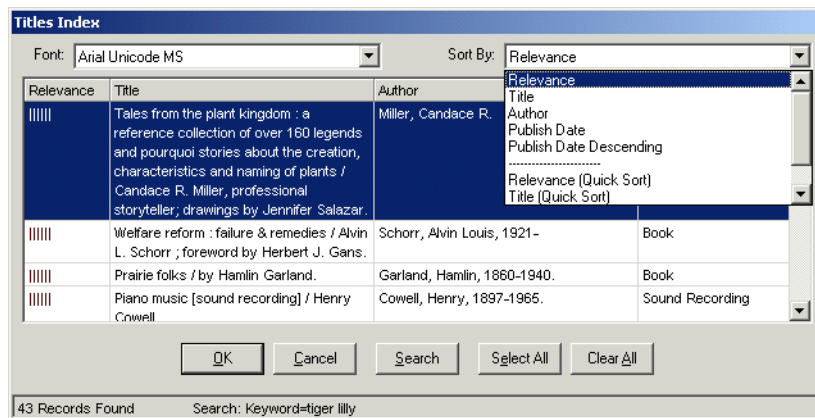 Titles Index
Font: Arial Unicode MS Sort By: Relevance
Relevance
Title
Author
Publish Date
Publish Date Descending
------------------------
Relevance (Quick Sort)
Title (Quick Sort)
Relevance Title Author
Tales from the plant kingdom : a Miller, Candace R.
reference collection of over 160 legends
and pourquoi stories about the creation,
characteristics and naming of plants /
Candace R. Miller, professional
storyteller; drawings by Jennifer Salazar.
Welfare reform : failure & remedies / Alvin Schorr, Alvin Louis, 1921- Book
L. Schorr ; foreword by Herbert J. Gans.
Prairie folks / by Hamlin Garland. Garland, Hamlin, 1860-1940. Book
Piano music [sound recording] / Henry Cowell, Henry, 1897-1965. Sound Recording
Cowell
OK Cancel Search Select All Clear All
43 Records Found Search: Keyword=tiger lilly